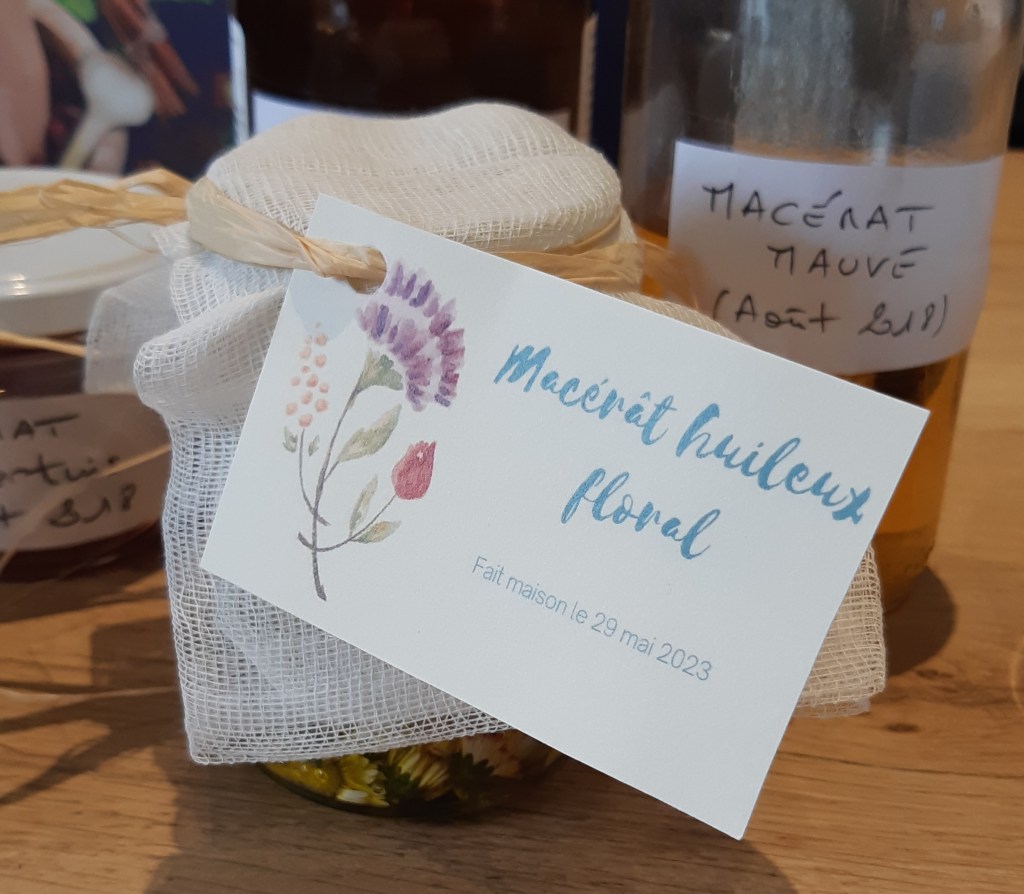 MACÉRAT
MAUVE
(Août 2018)
Macérât huileux
floral
Fait maison le 29 mai 2023